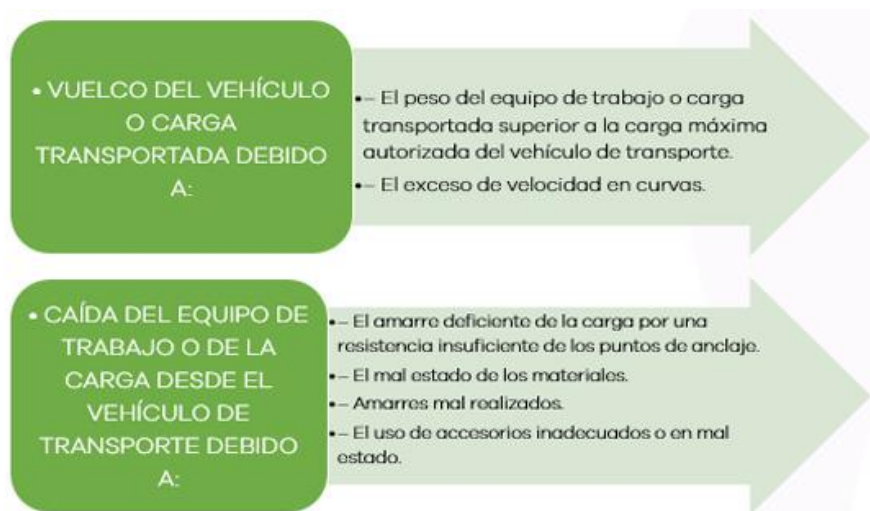 • VUELCO DEL VEHÍCULO
O CARGA
TRANSPORTADA DEBIDO
A:
•– El peso del equipo de trabajo o carga
transportada superior a la carga máxima
autorizada del vehículo de transporte.
•– El exceso de velocidad en curvas.
• CAÍDA DEL EQUIPO DE
TRABAJO O DE LA
CARGA DESDE EL
VEHÍCULO DE
TRANSPORTE DEBIDO
A:
•– El amarre deficiente de la carga por una
resistencia insuficiente de los puntos de anclaje.
•– El mal estado de los materiales.
•– Amarres mal realizados.
•– El uso de accesorios inadecuados o en mal
estado.